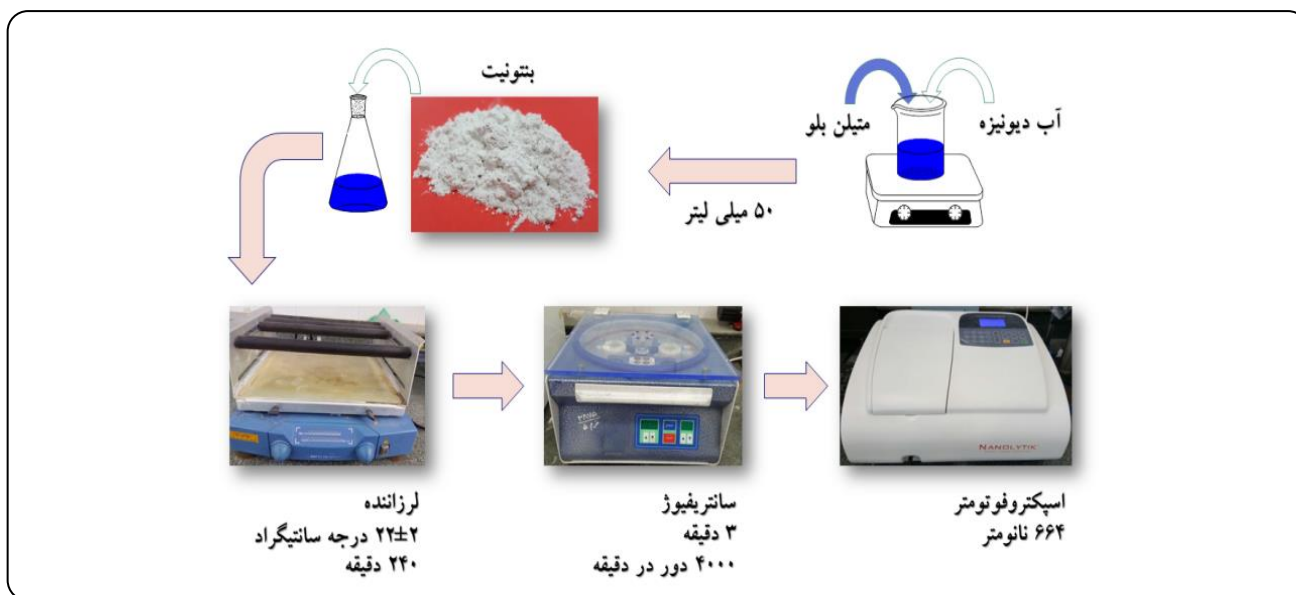 آب دیونیزه
متیلن بلو
۵۰ میلی لیتر
بنتونیت
لرزاننده
۲۲±۲ درجه سانتیگراد
۲۴۰ دقیقه
سانتریفیوژ
۳ دقیقه
۴۰۰۰ دور در دقیقه
NANOLYTIK
اسپکتروفوتومتر
۶۶۴ نانومتر